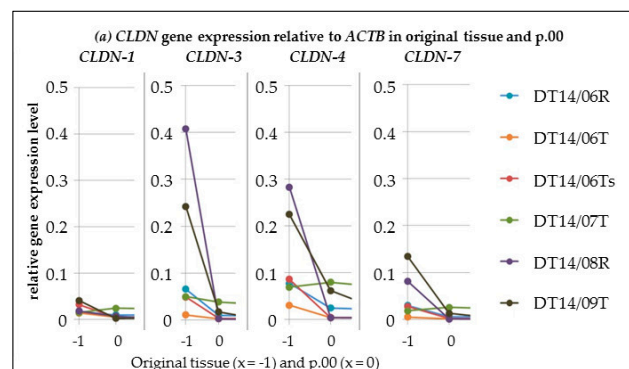 (a) CLDN gene expression relative to ACTB in original tissue and p.00
CLDN-1 CLDN-3 CLDN-4 CLDN-7
relative gene expression level
0.5 0.5 0.5 0.5
0.4 0.4 0.4 0.4
0.3 0.3 0.3 0.3
0.2 0.2 0.2 0.2
0.1 0.1 0.1 0.1
0 0 0 0
-1 0 -1 0 -1 0 -1 0
Original tissue (x= -1) and p.00 (x = 0)
DT14/06R
DT14/06T
DT14/06Ts
DT14/07T
DT14/08R
DT14/09T